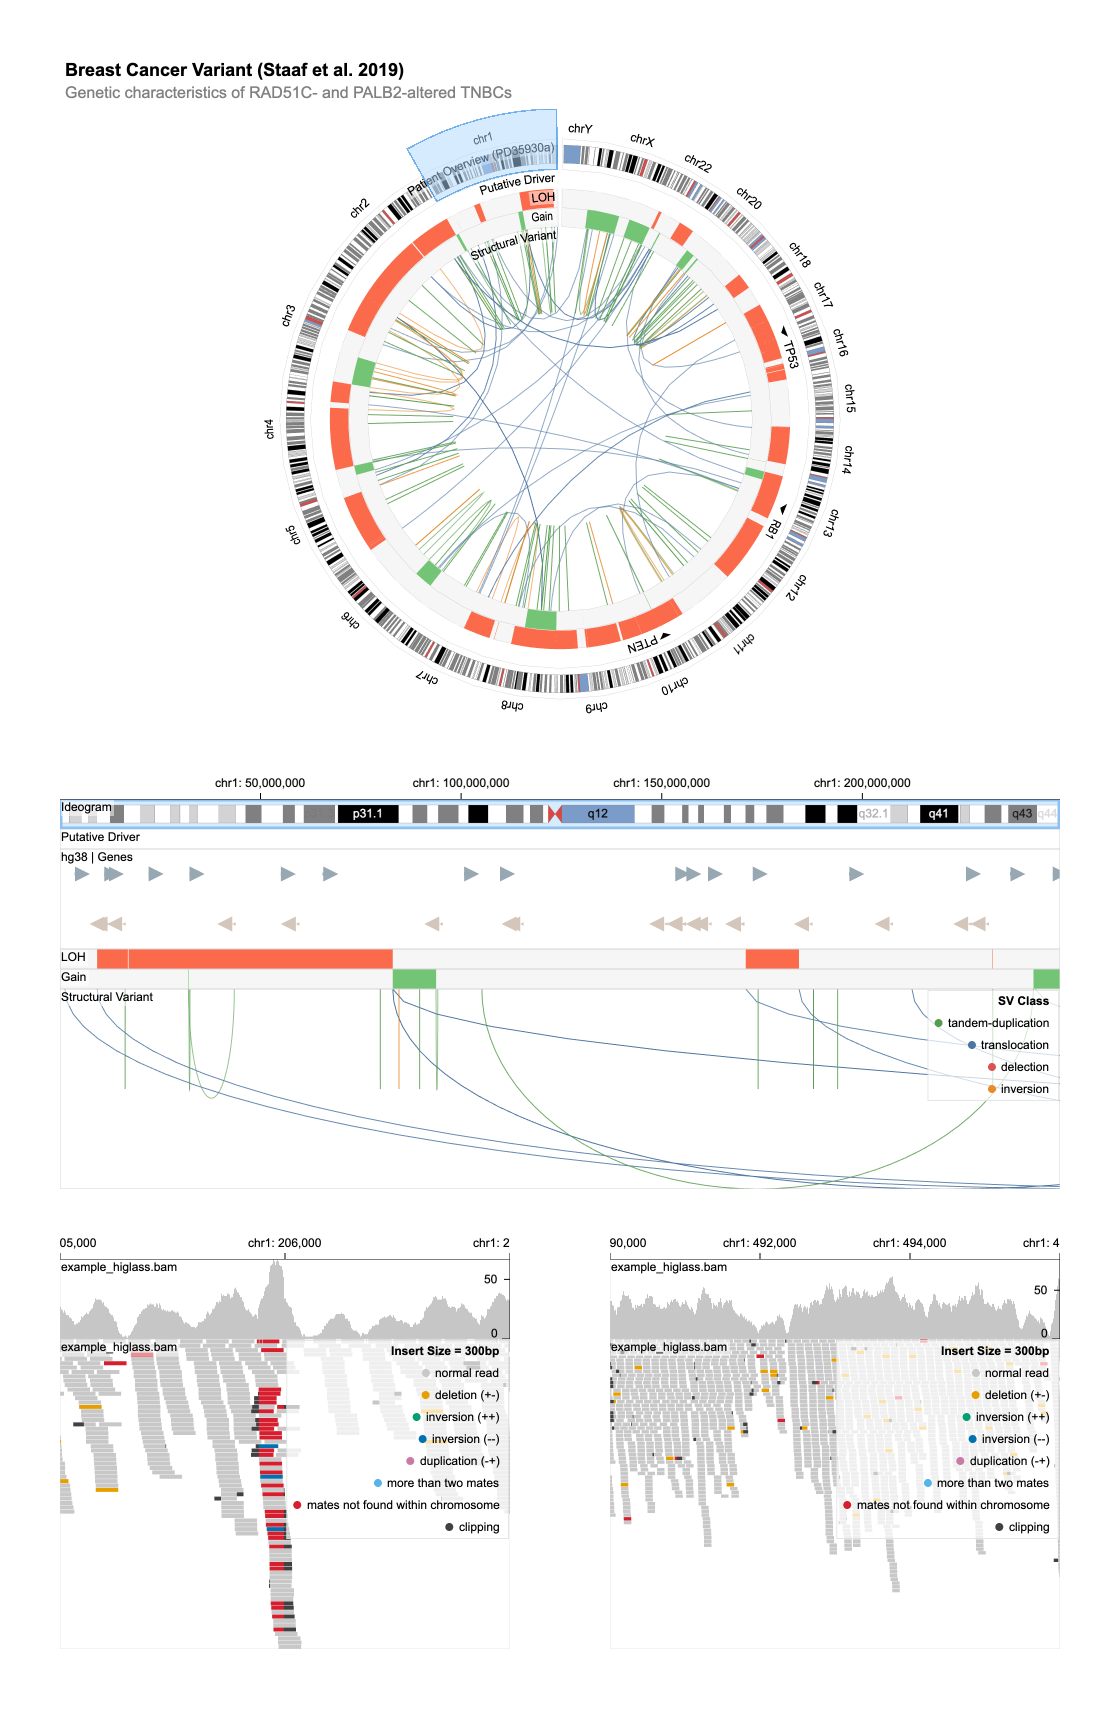 Breast Cancer Variant (Staaf et al. 2019)
Genetic characteristics of RAD51C- and PALB2-altered TNBCs
chr1
Patient Overview (PD35930a)
Putative Driver
LOH
Gain
Structural Variant
chrY
chrX
chr22
chr20
chr18
chr17
chr16
chr15
chr14
chr13
chr12
chr11
chr10
chr9
chr8
chr7
chr6
chr5
chr4
chr3
chr2
TP53
RB1
PTEN
chr1: 50,000,000
chr1: 100,000,000
chr1: 150,000,000
chr1: 200,000,000
Ideogram
p31.1
q12
q32.1
q41
q43
q44
Putative Driver
hg38 | Genes
LOH
Gain
Structural Variant
SV Class
tandem-duplication
translocation
delection
inversion
05,000
chr1: 206,000
chr1: 2
example_higlass.bam
50
0
example_higlass.bam
Insert Size = 300bp
normal read
deletion (+-)
inversion (++)
inversion (--)
duplication (-+)
more than two mates
mates not found within chromosome
clipping
90,000
chr1: 492,000
chr1: 494,000
chr1: 4
example_higlass.bam
50
0
example_higlass.bam
Insert Size = 300bp
normal read
deletion (+-)
inversion (++)
inversion (--)
duplication (-+)
more than two mates
mates not found within chromosome
clipping